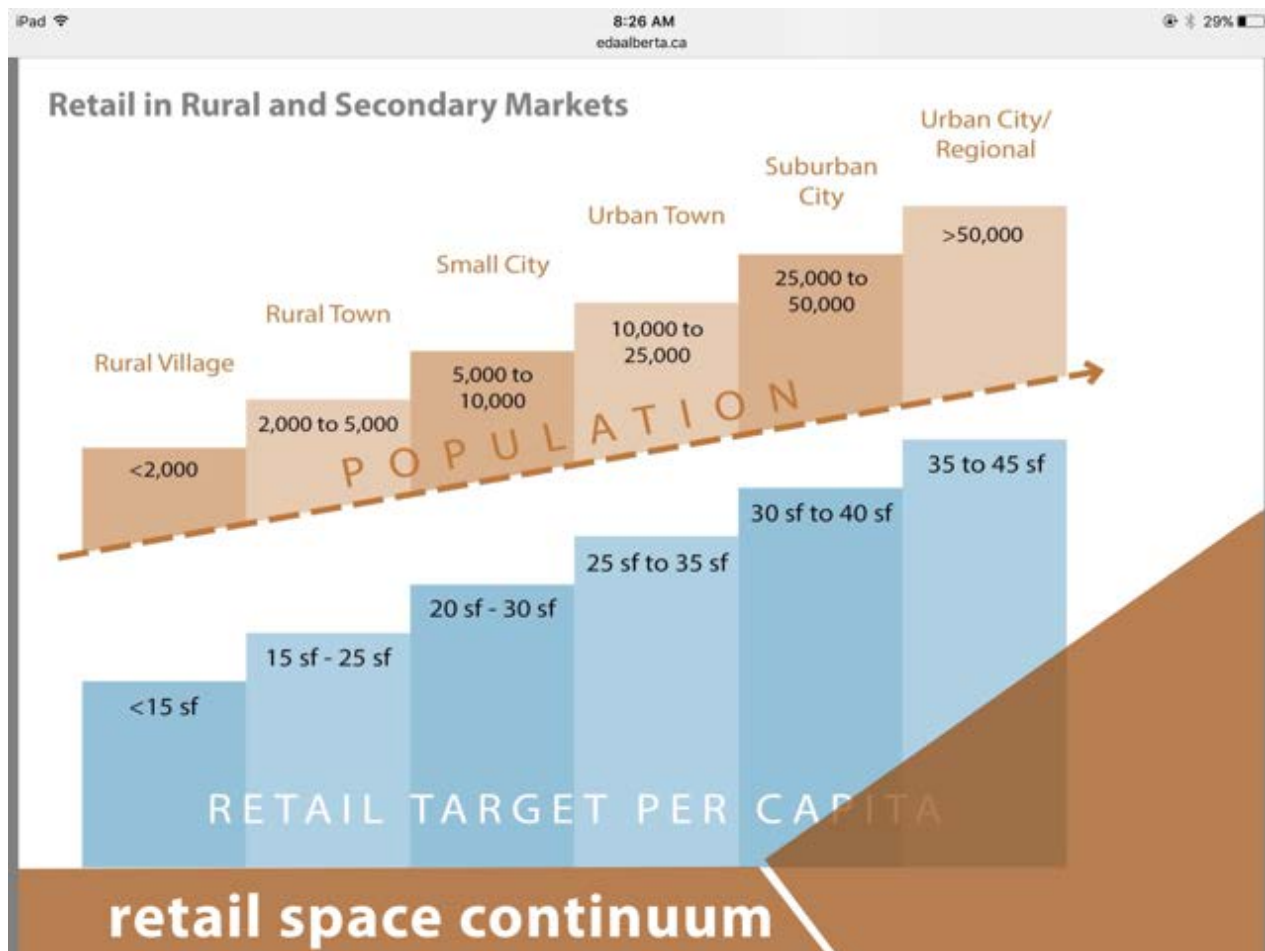 iPad
8:26 AM
29%
edaalberta.ca
Retail in Rural and Secondary Markets
Urban City/
Regional
Suburban
City
Urban Town
Small City
Rural Town
Rural Village
>50,000
25,000 to
50,000
10,000 to
25,000
5,000 to
10,000
2,000 to 5,000
<2,000
POPULATION
35 to 45 sf
30 sf to 40 sf
25 sf to 35 sf
20 sf - 30 sf
15 sf - 25 sf
<15 sf
RETAIL TARGET PER CAPITA
retail space continuum